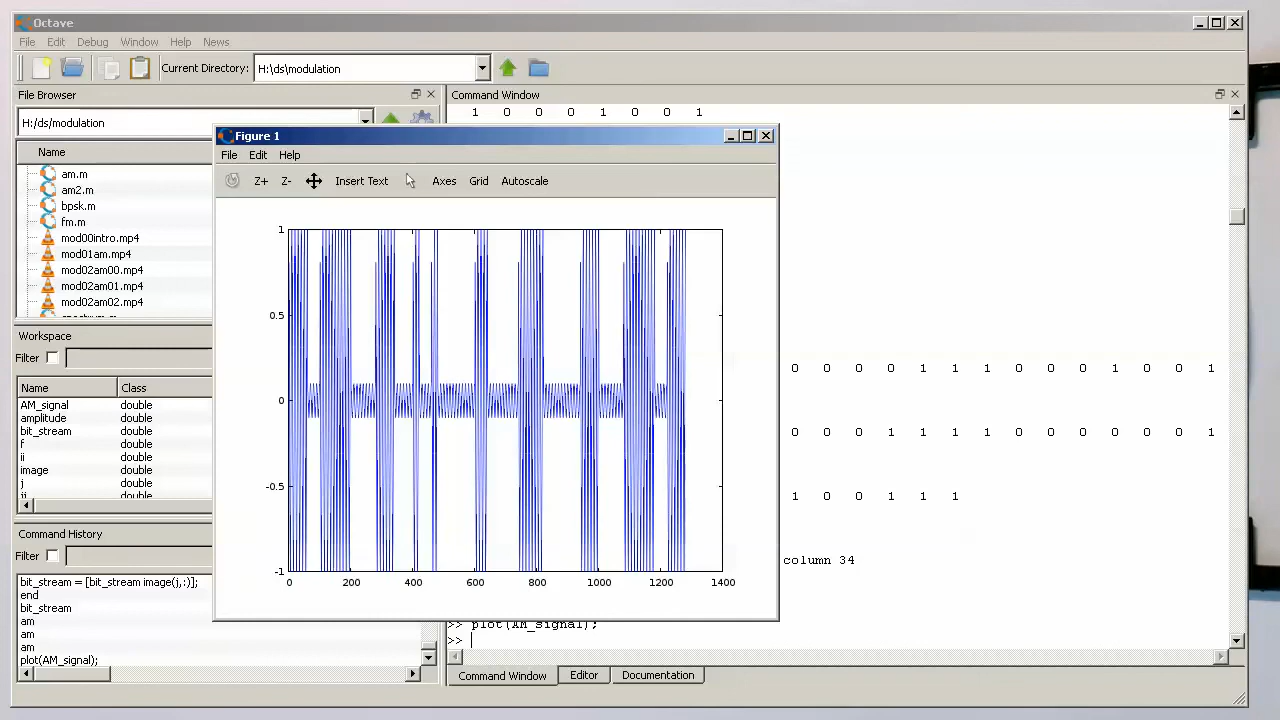 Octave
File Edit Debug Window Help News
Current Directory: H:\ds\modulation
File Browser
Command Window
H:/ds/modulation
1 0 0 0 1 0 0 1
Figure 1
File Edit Help
Z+ Z- Insert Text Axes Grid Autoscale
Name
am.m
am2.m
bpsk.m
fm.m
mod00intro.mp4
mod01am.mp4
mod02am00.mp4
mod02am01.mp4
mod02am02.mp4
Workspace
Filter
Name Class
AM_signal double
amplitude double
bit_stream double
f double
ii double
image double
j double
Command History
Filter
bit_stream = [bit_stream image(j,:)];
end
bit_stream
am
am
am
plot(AM_signal);
1
0.5
0
-0.5
-1
0 200 400 600 800 1000 1200 1400
0 0 0 0 1 1 1 0 0 0 1 0 0 1
0 0 0 1 1 1 1 0 0 0 0 0 0 1
1 0 0 1 1 1
column 34
>> plot(AM_signal);
>>
Command Window Editor Documentation